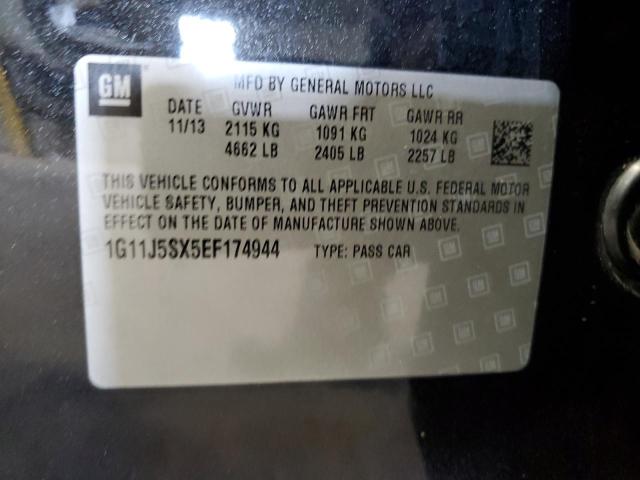 GM
MFD BY GENERAL MOTORS LLC
DATE GVWR GAWR FRT GAWR RR
11/13 2115 KG 1091 KG 1024 KG
4662 LB 2405 LB 2257 LB
THIS VEHICLE CONFORMS TO ALL APPLICABLE U.S. FEDERAL MOTOR
VEHICLE SAFETY, BUMPER, AND THEFT PREVENTION STANDARDS IN
EFFECT ON THE DATE OF MANUFACTURE SHOWN ABOVE.
1G11J5SX5EF174944 TYPE: PASS CAR